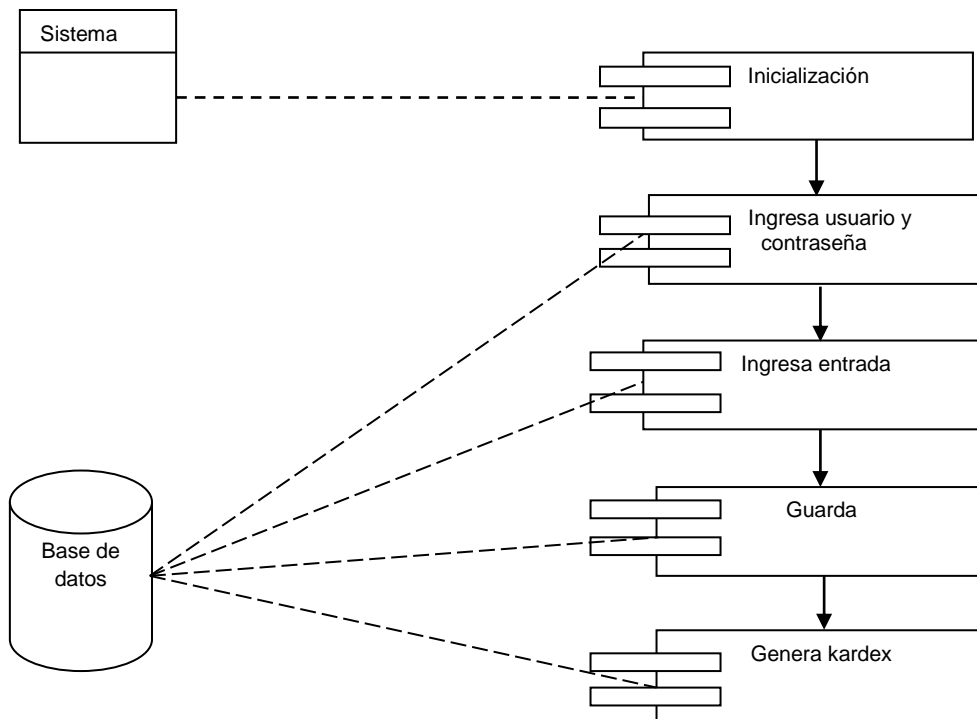 Sistema
Inicialización
Ingresa usuario y
contraseña
Ingresa entrada
Guarda
Base de
datos
Genera kardex